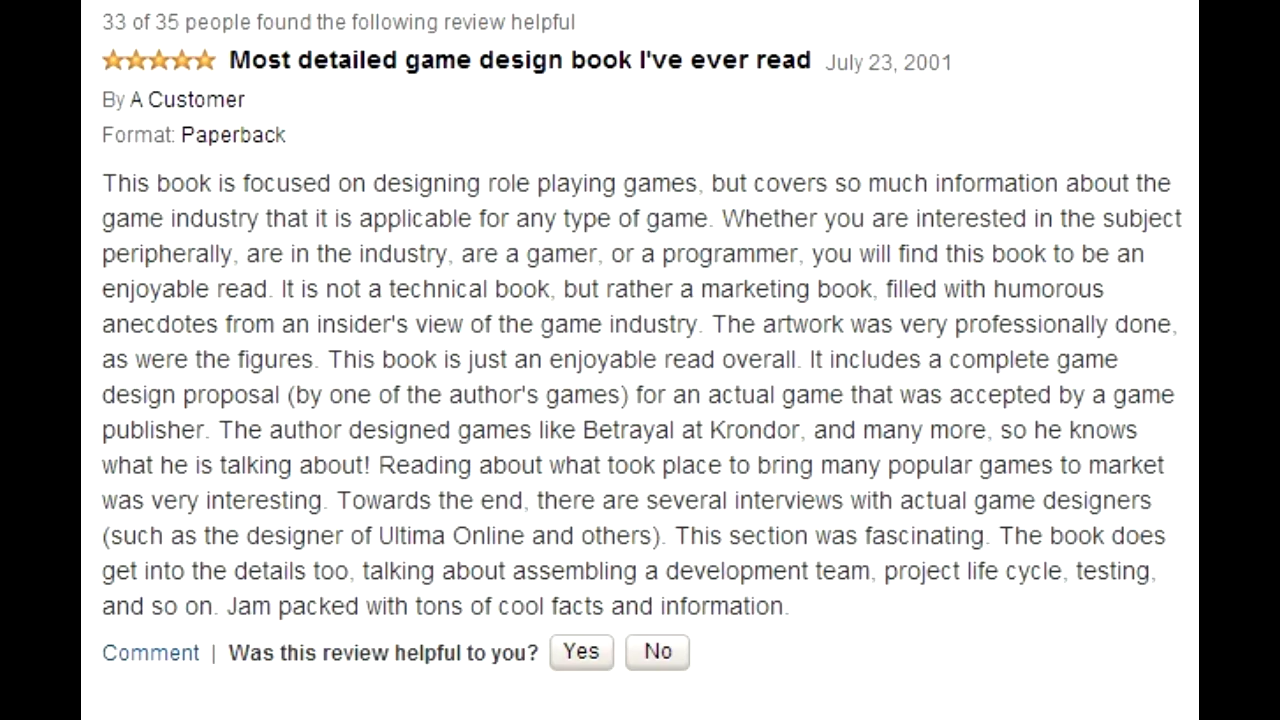 33 of 35 people found the following review helpful
Most detailed game design book I've ever read July 23, 2001
By A Customer
Format: Paperback
This book is focused on designing role playing games, but covers so much information about the
game industry that it is applicable for any type of game. Whether you are interested in the subject
peripherally, are in the industry, are a gamer, or a programmer, you will find this book to be an
enjoyable read. It is not a technical book, but rather a marketing book, filled with humorous
anecdotes from an insider's view of the game industry. The artwork was very professionally done,
as were the figures. This book is just an enjoyable read overall. It includes a complete game
design proposal (by one of the author's games) for an actual game that was accepted by a game
publisher. The author designed games like Betrayal at Krondor, and many more, so he knows
what he is talking about! Reading about what took place to bring many popular games to market
was very interesting. Towards the end, there are several interviews with actual game designers
(such as the designer of Ultima Online and others). This section was fascinating. The book does
get into the details too, talking about assembling a development team, project life cycle, testing,
and so on. Jam packed with tons of cool facts and information.
Comment | Was this review helpful to you? Yes No